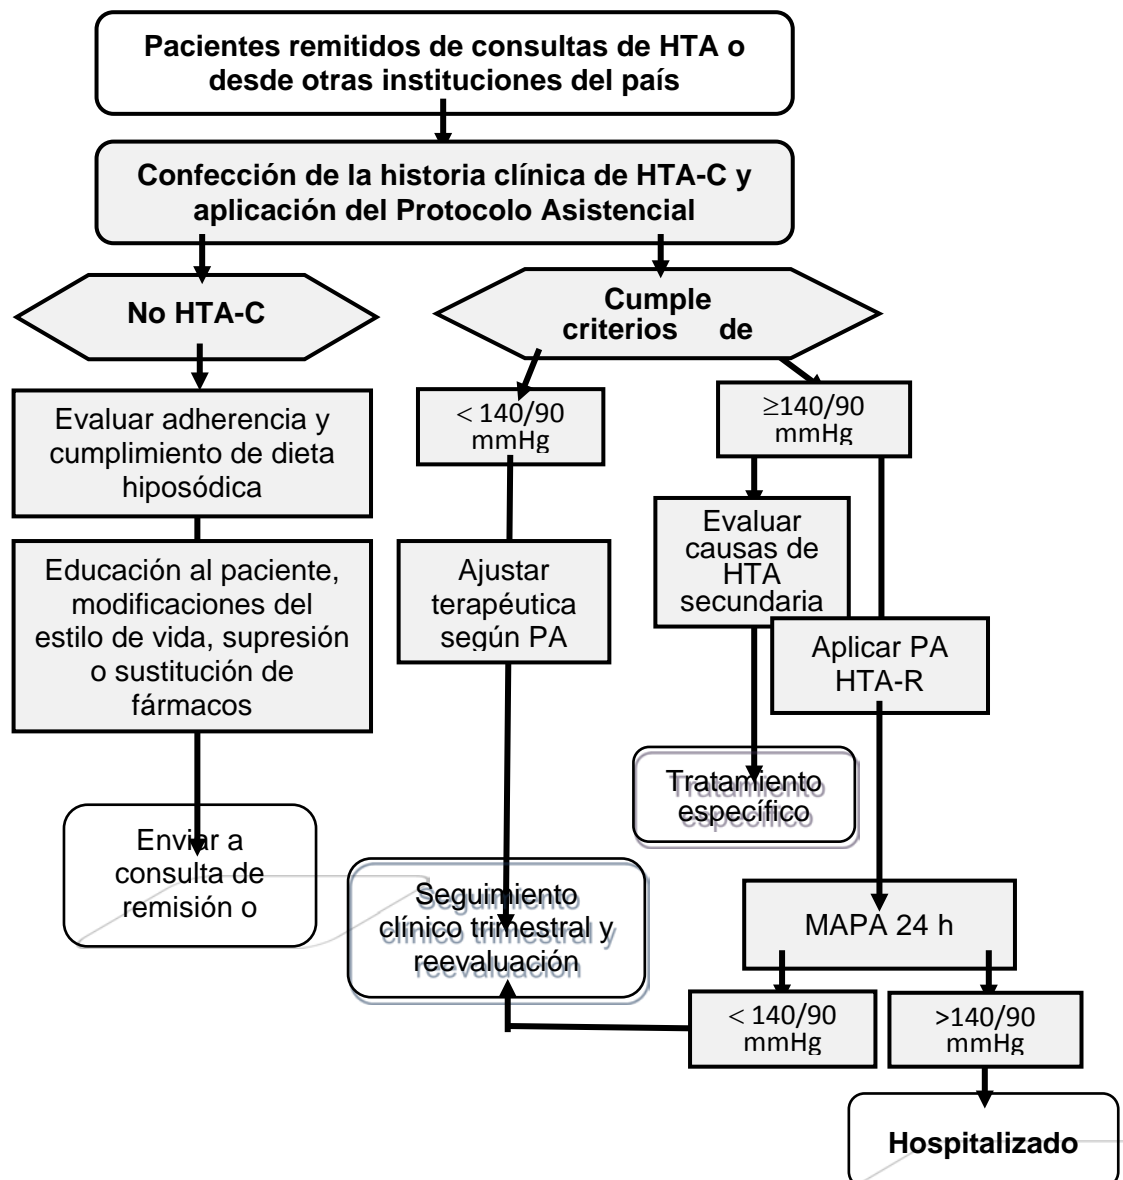 Pacientes remitidos de consultas de HTA o
desde otras instituciones del país
Confección de la historia clínica de HTA-C y
aplicación del Protocolo Asistencial
No HTA-C
Cumple
criterios de
Evaluar adherencia y
cumplimiento de dieta
hiposódica
< 140/90
mmHg
≥140/90
mmHg
Educación al paciente,
modificaciones del
estilo de vida, supresión
o sustitución de
fármacos
Ajustar
terapéutica
según PA
Evaluar
causas de
HTA
secundaria
Aplicar PA
HTA-R
Tratamiento
específico
Enviar a
consulta de
remisión o
Seguimiento
clínico trimestral y
reevaluación
MAPA 24 h
< 140/90
mmHg
>140/90
mmHg
Hospitalizado